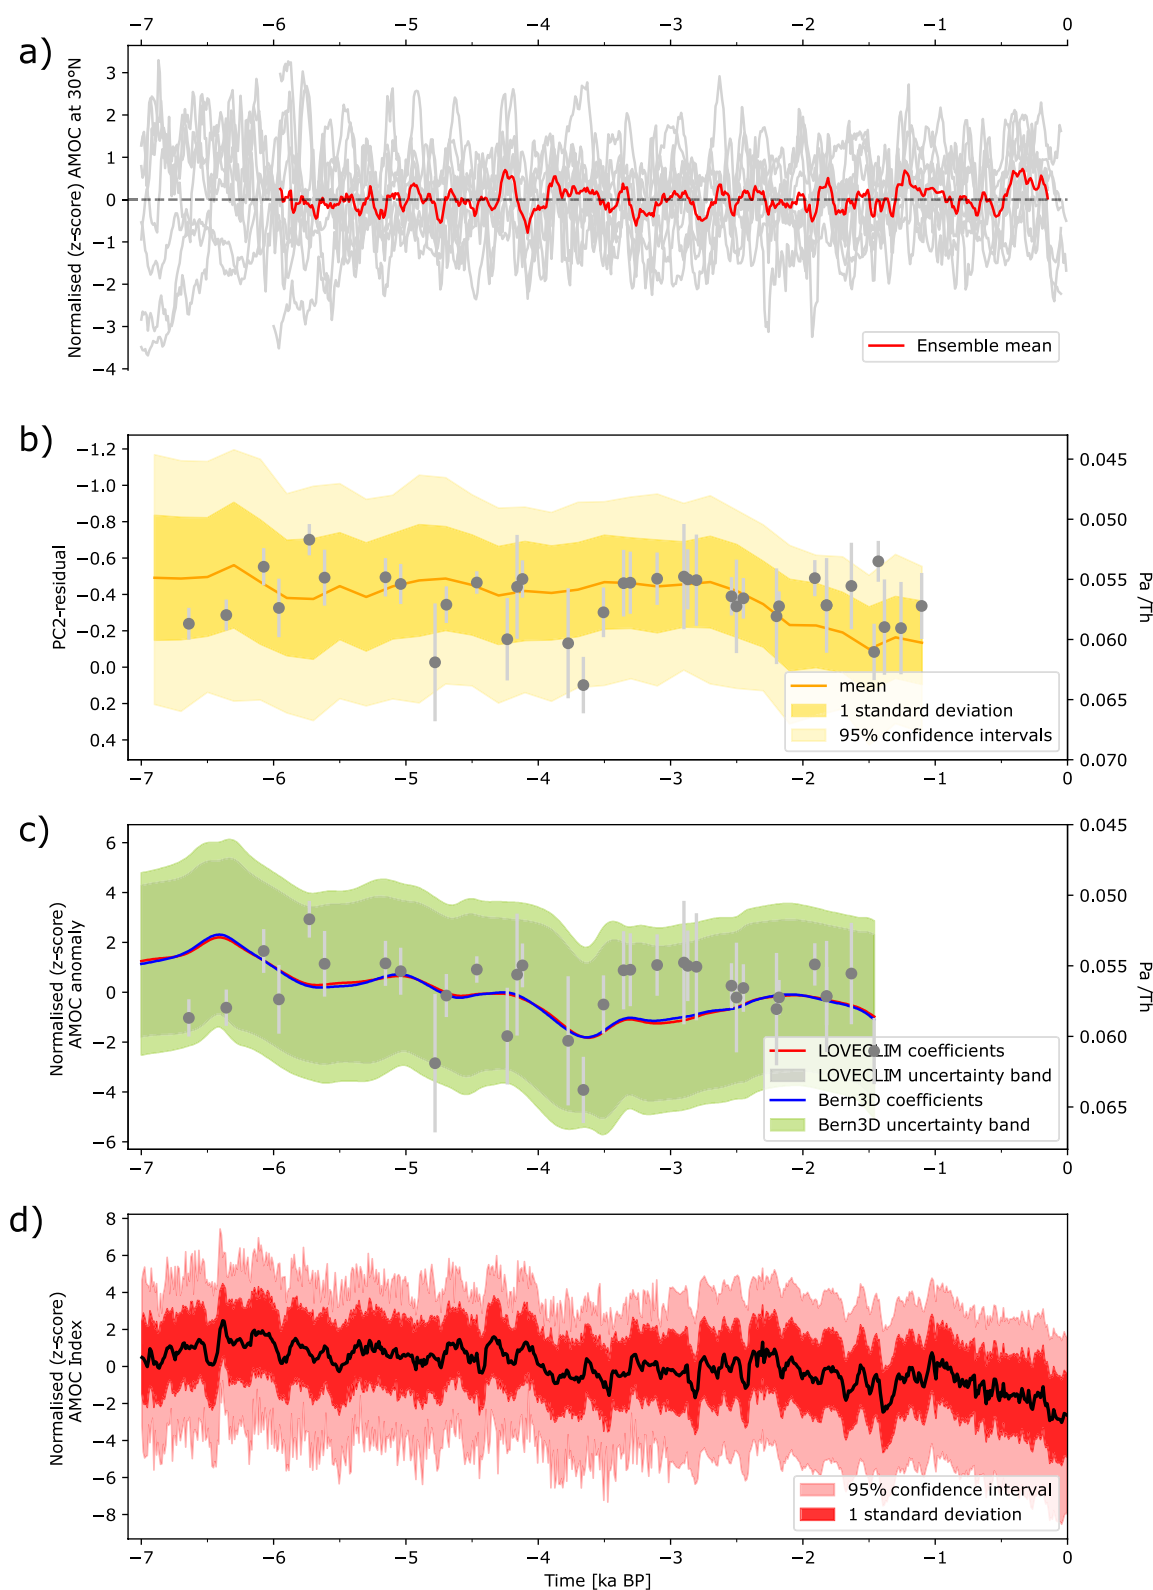 −7 −6 −5 −4 −3 −2 −1 0
a)
3
2
1
0
−1
−2
−3
−4
Normalised (z−score) AMOC at 30°N
Ensemble mean
b)
−1.2
−1.0
−0.8
−0.6
−0.4
−0.2
0.0
0.2
0.4
PC2−residual
0.045
0.050
0.055
0.060
0.065
0.070
Pa /Th
mean
1 standard deviation
95% confidence intervals
−7 −6 −5 −4 −3 −2 −1 0
c)
6
4
2
0
−2
−4
−6
Normalised (z−score)
AMOC anomaly
0.045
0.050
0.055
0.060
0.065
Pa /Th
LOVECLIM coefficients
LOVECLIM uncertainty band
Bern3D coefficients
Bern3D uncertainty band
−7 −6 −5 −4 −3 −2 −1 0
d)
8
6
4
2
0
−2
−4
−6
−8
Normalised (z−score)
AMOC Index
95% confidence interval
1 standard deviation
−7 −6 −5 −4 −3 −2 −1 0
Time [ka BP]